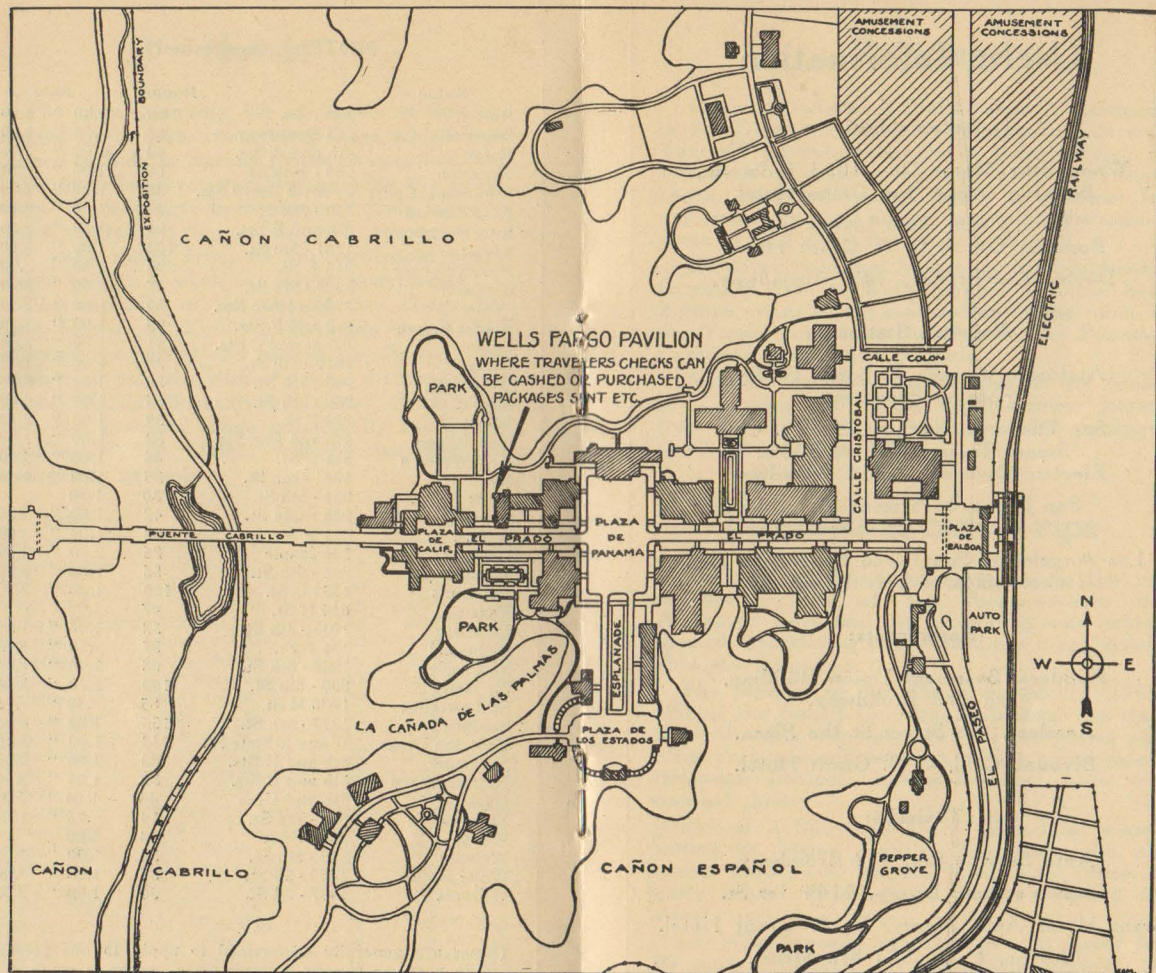 AMUSEMENT
CONCESSIONS
AMUSEMENT
CONCESSIONS
BOUNDARY
EXPOSITION
ELECTRIC RAILWAY
CAÑON CABRILLO
WELLS FARGO PAVILION
WHERE TRAVELERS CHECKS CAN
BE CASHED OR PURCHASED,
PACKAGES SENT ETC.
PARK
CALLE COLON
CALLE CRISTOBAL
PUENTE CABRILLO
PLAZA
DE
CALIF.
EL PRADO
PLAZA
DE
PANAMA
EL PRADO
PLAZA
DE
BALBOA
PARK
ESPLANADE
AUTO
PARK
N
W E
S
LA CAÑADA DE LAS PALMAS
PLAZA DE
LOS ESTADOS
EL PASEO
CAÑON CABRILLO
CAÑON ESPAÑOL
PEPPER
GROVE
PARK